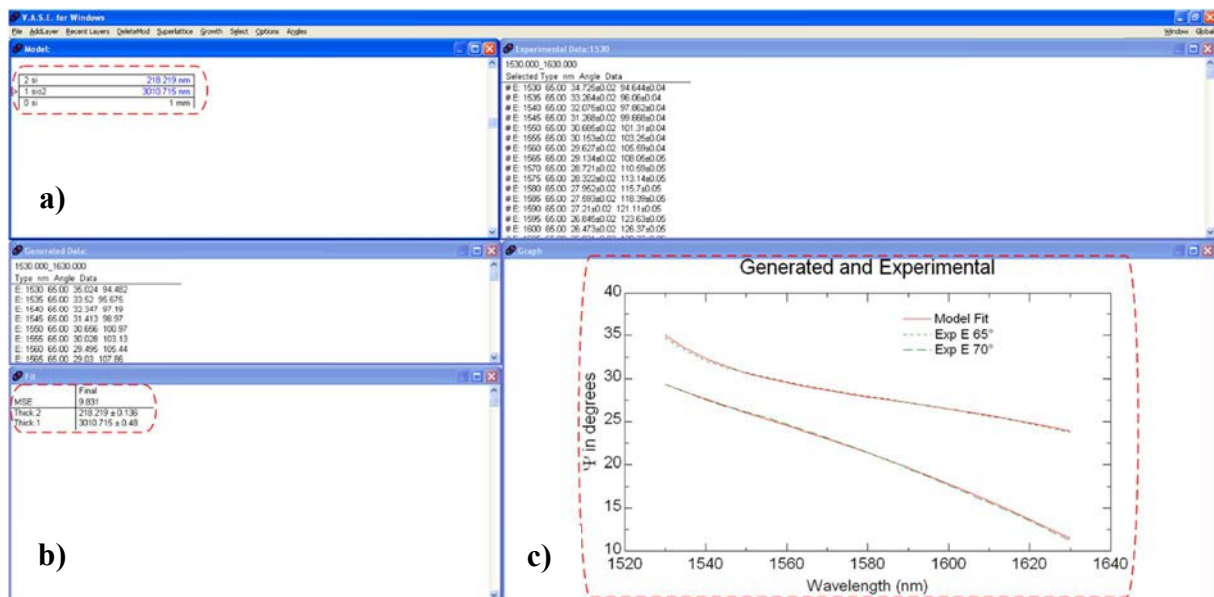 V.A.S.E. for Windows
File AddLayer Recent Layers DeleteMod Superlattice Growth Select Options Angles Window Global
Model:
2 si 218.219 nm
1 sio2 3010.715 nm
0 si 1 mm
a)
Experimental Data:1530
1530.000_1630.000
Selected Type nm Angle Data
# E: 1530 65.00 34.725±0.02 94.644±0.04
# E: 1535 65.00 33.264±0.02 96.06±0.04
# E: 1540 65.00 32.075±0.02 97.862±0.04
# E: 1545 65.00 31.268±0.02 99.668±0.04
# E: 1550 65.00 30.685±0.02 101.31±0.04
# E: 1555 65.00 30.153±0.02 103.25±0.04
# E: 1560 65.00 29.627±0.02 105.69±0.04
# E: 1565 65.00 29.134±0.02 108.05±0.05
# E: 1570 65.00 28.721±0.02 110.59±0.05
# E: 1575 65.00 28.322±0.02 113.14±0.05
# E: 1580 65.00 27.952±0.02 115.7±0.05
# E: 1585 65.00 27.593±0.02 118.39±0.05
# E: 1590 65.00 27.21±0.02 121.11±0.05
# E: 1595 65.00 26.845±0.02 123.63±0.05
# E: 1600 65.00 26.473±0.02 126.37±0.05
Generated Data:
1530.000_1630.000
Type nm Angle Data
E: 1530 65.00 35.024 94.482
E: 1535 65.00 33.52 95.675
E: 1540 65.00 32.347 97.19
E: 1545 65.00 31.413 98.97
E: 1550 65.00 30.656 100.97
E: 1555 65.00 30.028 103.13
E: 1560 65.00 29.495 105.44
E: 1565 65.00 29.03 107.86
Fit
Final
MSE 9.831
Thick.2 218.219 ± 0.136
Thick.1 3010.715 ± 0.48
b)
Graph
Generated and Experimental
40
35
30
25
20
15
10
Ψ in degrees
Model Fit
Exp E 65°
Exp E 70°
1520 1540 1560 1580 1600 1620 1640
Wavelength (nm)
c)